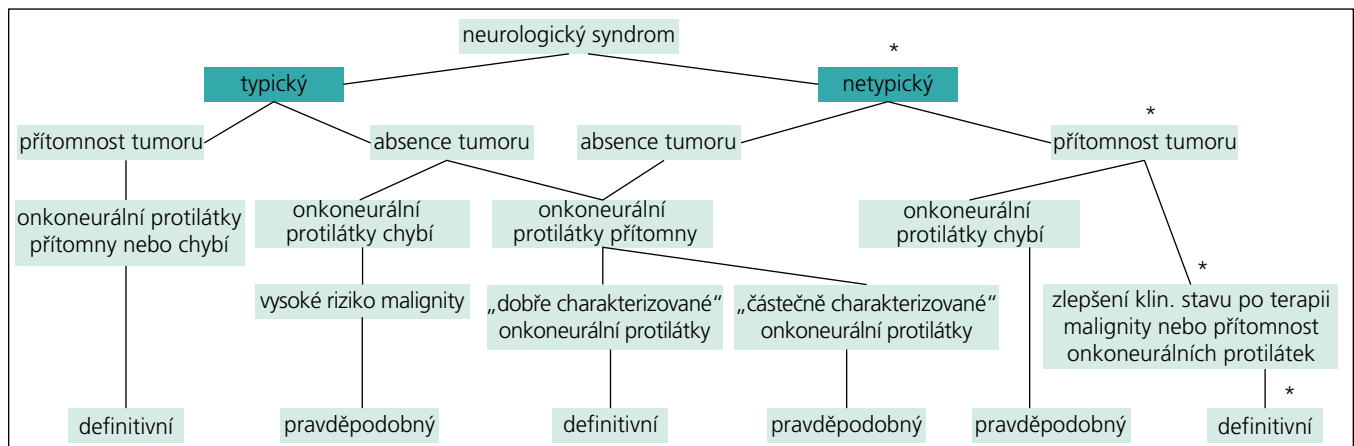 neurologický syndrom
*
typický
netypický
*
přítomnost tumoru
absence tumoru
absence tumoru
přítomnost tumoru
onkoneurální protilátky
přítomny nebo chybí
onkoneurální
protilátky chybí
onkoneurální
protilátky přítomny
onkoneurální
protilátky chybí
*
vysoké riziko malignity
„dobře charakterizované“
onkoneurální protilátky
„částečně charakterizované“
onkoneurální protilátky
zlepšení klin. stavu po terapii
malignity nebo přítomnost
onkoneurálních protilátek
*
definitivní
pravděpodobný
definitivní
pravděpodobný
pravděpodobný
definitivní